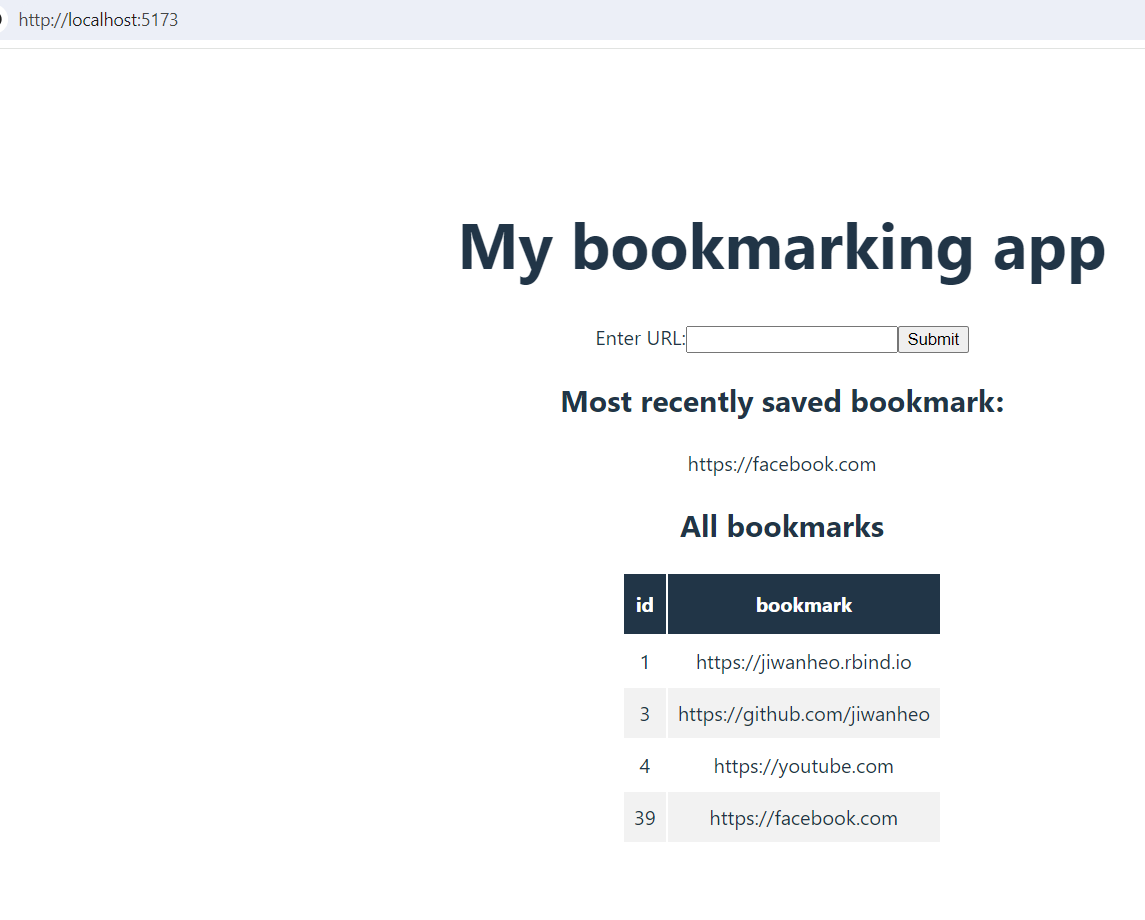 http://localhost:5173
My bookmarking app
Enter URL: Submit
Most recently saved bookmark:
https://facebook.com
All bookmarks
id bookmark
1 https://jiwanheo.rbind.io
3 https://github.com/jiwanheo
4 https://youtube.com
39 https://facebook.com